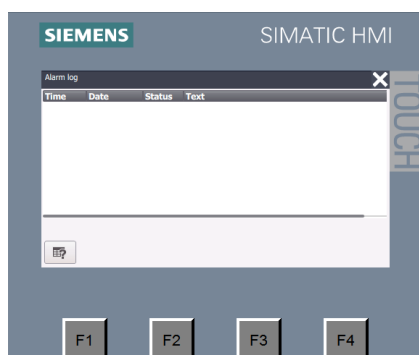 SIEMENS
SIMATIC HMI
TOUCH
Alarm log
Time Date Status Text
F1 F2 F3 F4